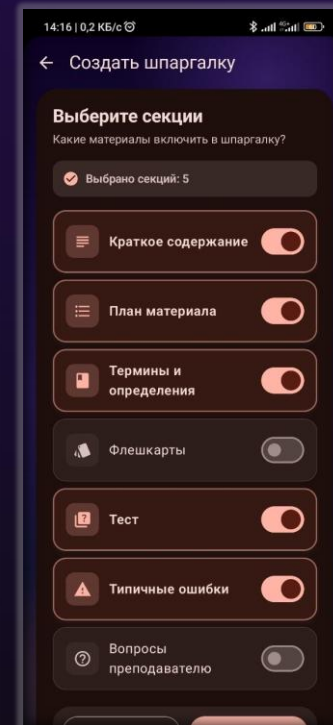 14:16 | 0,2 КБ/с
4G
← Создать шпаргалку
Выберите секции
Какие материалы включить в шпаргалку?
Выбрано секций: 5
Краткое содержание
План материала
Термины и
определения
Флешкарты
Тест
Типичные ошибки
Вопросы
преподавателю